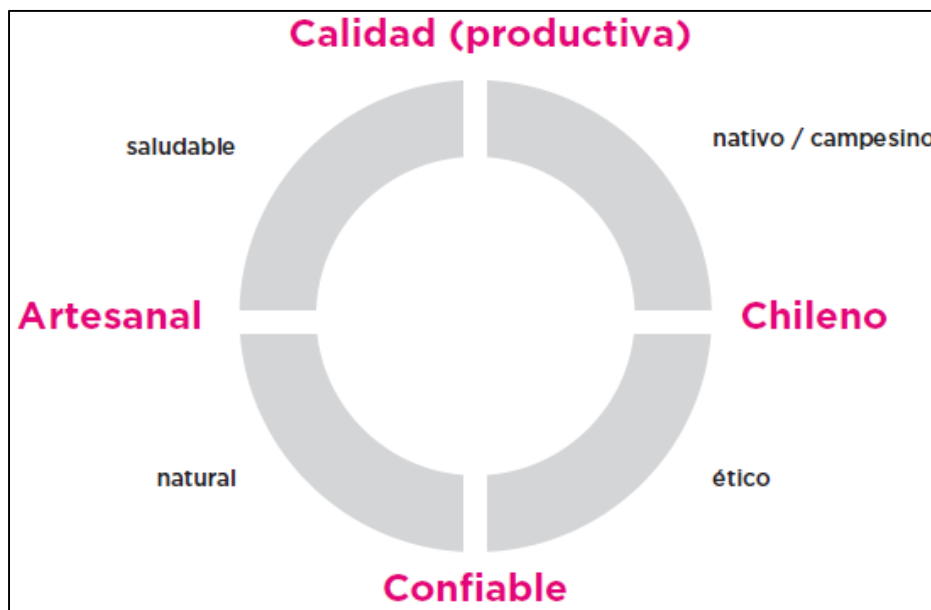 Calidad (productiva)
saludable
nativo / campesino
Artesanal
Chileno
natural
ético
Confiable